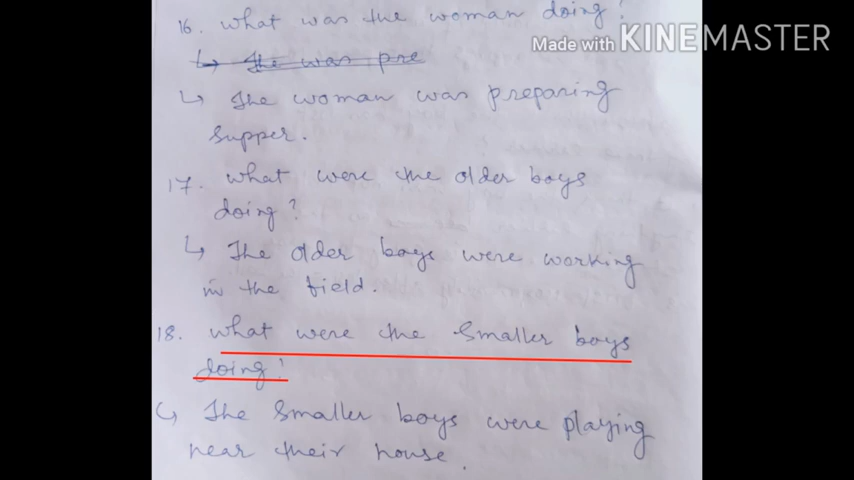 16. what was the woman doing?
Made with KINEMASTER
↳ The was pre
↳ The woman was preparing
supper.
17. what were the older boys
doing?
↳ The older boys were working
in the field.
18. what were the smaller boys
doing?
↳ The smaller boys were playing
near their house.